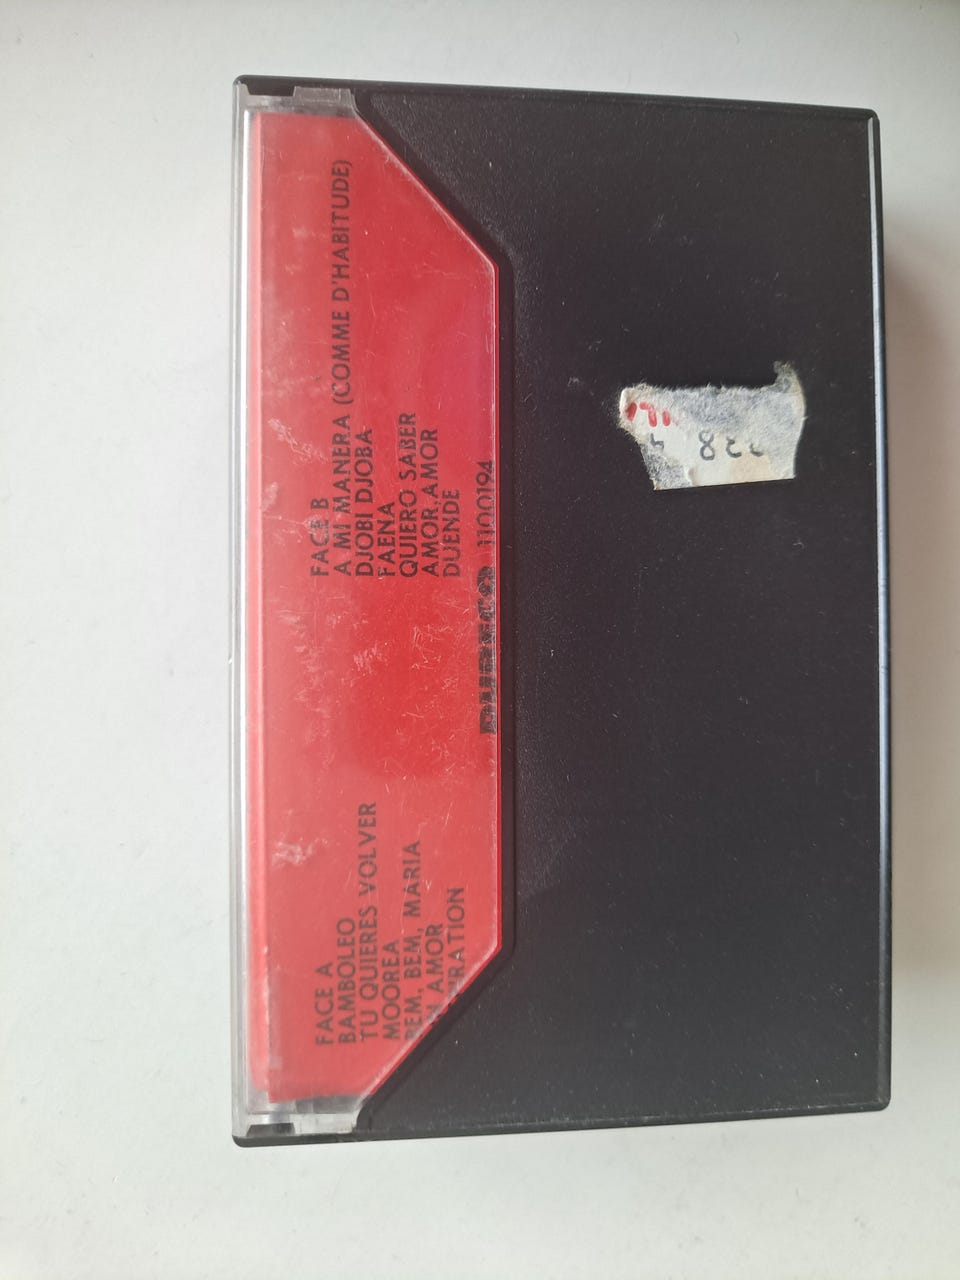 FACE A
BAMBOLEO
TU QUIERES VOLVER
MOOREA
BEM, BEM, MARIA
AMOR
FACE B
A MI MANERA (COMME D'HABITUDE)
DJOBI DJOBA
FAENA
QUIERO SABER
AMOR, AMOR
DUENDE
1100194